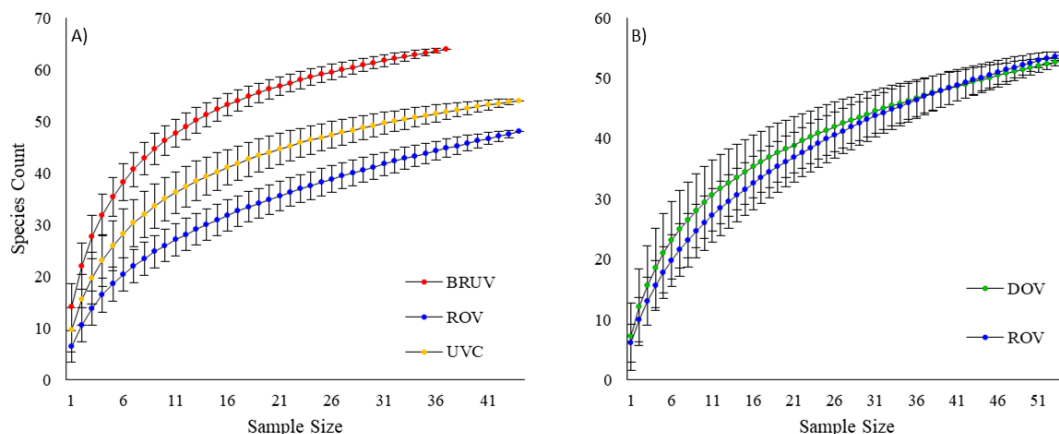 A)
Species Count
70
60
50
40
30
20
10
0
BRUV
ROV
UVC
1 6 11 16 21 26 31 36 41
Sample Size
B)
60
50
40
30
20
10
0
DOV
ROV
1 6 11 16 21 26 31 36 41 46 51
Sample Size